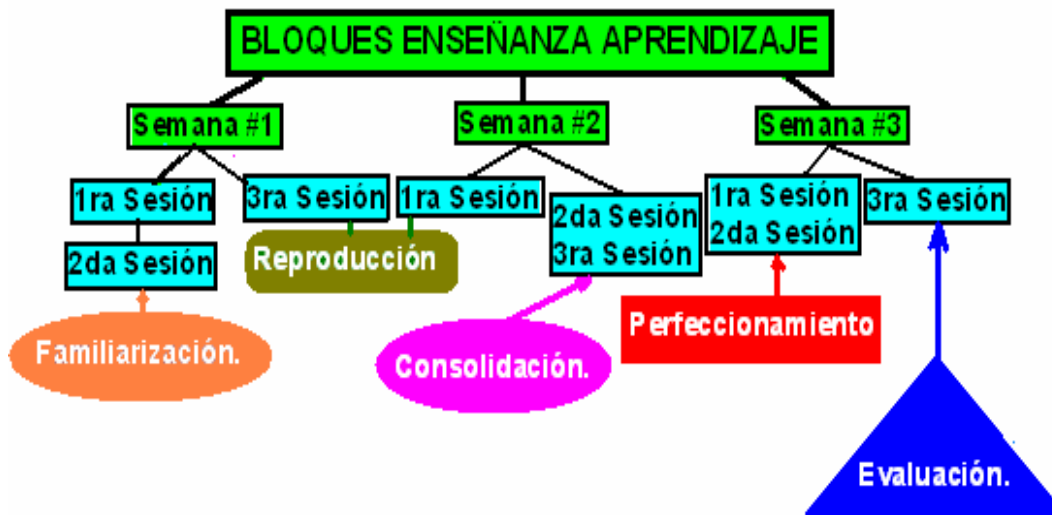 BLOQUES ENSEÑANZA APRENDIZAJE
Semana #1
Semana #2
Semana #3
1ra Sesión
3ra Sesión
1ra Sesión
2da Sesión
3ra Sesión
1ra Sesión
2da Sesión
3ra Sesión
2da Sesión
Reproducción
Familiarización.
Consolidación.
Perfeccionamiento
Evaluación.